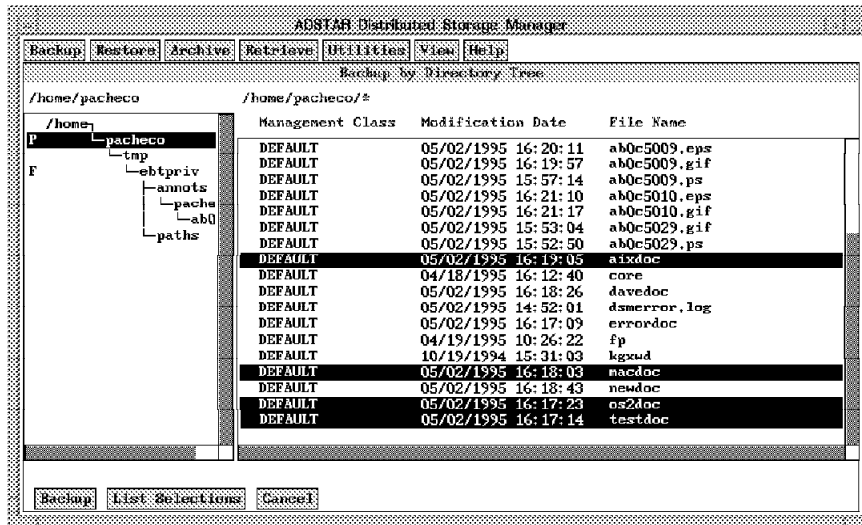 ADSTAR Distributed Storage Manager
Backup Restore Archive Retrieve Utilities View Help
Backup by Directory Tree
/home/pacheco /home/pacheco/*
/home
P pacheco
tmp
F ebtpriv
annots
pache
ab0
paths
Management Class Modification Date File Name
DEFAULT 05/02/1995 16:20:11 ab0c5009.eps
DEFAULT 05/02/1995 16:19:57 ab0c5009.gif
DEFAULT 05/02/1995 15:57:14 ab0c5009.ps
DEFAULT 05/02/1995 16:21:10 ab0c5010.eps
DEFAULT 05/02/1995 16:21:17 ab0c5010.gif
DEFAULT 05/02/1995 15:53:04 ab0c5029.gif
DEFAULT 05/02/1995 15:52:50 ab0c5029.ps
DEFAULT 05/02/1995 16:19:05 aixdoc
DEFAULT 04/18/1995 16:12:40 core
DEFAULT 05/02/1995 16:18:26 davedoc
DEFAULT 05/02/1995 14:52:01 dsmerror.log
DEFAULT 05/02/1995 16:17:09 errordoc
DEFAULT 04/19/1995 10:26:22 fp
DEFAULT 10/19/1994 15:31:03 kgxwd
DEFAULT 05/02/1995 16:18:03 macdoc
DEFAULT 05/02/1995 16:18:43 newdoc
DEFAULT 05/02/1995 16:17:23 os2doc
DEFAULT 05/02/1995 16:17:14 testdoc
Backup List Selections Cancel